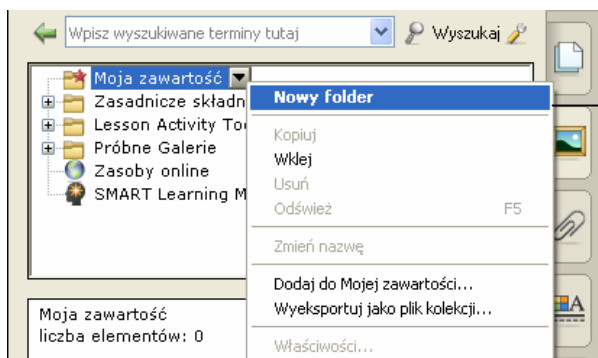 Wpisz wyszukiwane terminy tutaj
Wyszukaj
Moja zawartość
Zasadnicze składn
Lesson Activity To
Próbne Galerie
Zasoby online
SMART Learning M
Nowy folder
Kopiuj
Wklej
Usuń
Odśwież F5
Zmień nazwę
Dodaj do Mojej zawartości...
Wyeksportuj jako plik kolekcji...
Właściwości...
Moja zawartość
liczba elementów: 0
A